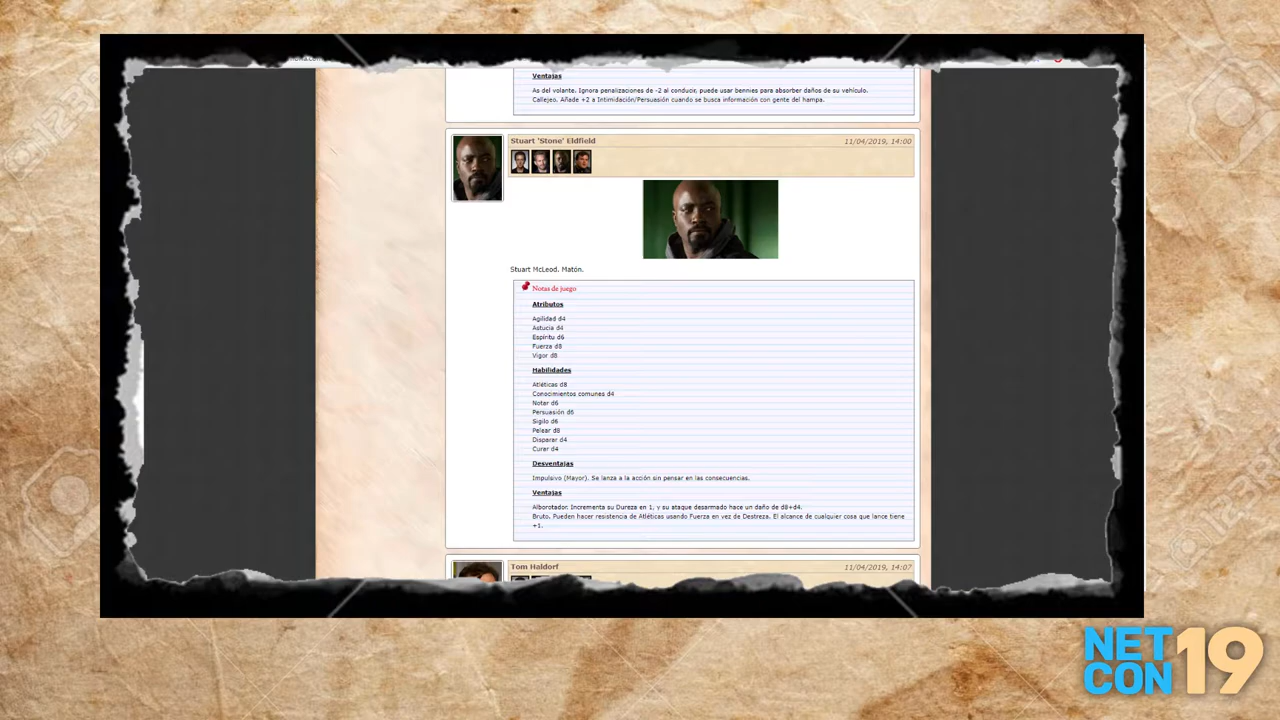 Ventajas
As del volante. Ignora penalizaciones de -2 al conducir, puede usar bennies para absorber daños de su vehículo.
Callejeo. Añade +2 a Intimidación/Persuasión cuando se busca información con gente del hampa.
Stuart 'Stone' Eldfield
11/04/2019, 14:00
Stuart McLeod. Matón.
Notas de juego
Atributos
Agilidad d4
Astucia d4
Espíritu d6
Fuerza d8
Vigor d8
Habilidades
Atléticas d8
Conocimientos comunes d4
Notar d6
Persuasión d6
Sigilo d6
Pelear d8
Disparar d4
Curar d4
Desventajas
Impulsivo (Mayor). Se lanza a la acción sin pensar en las consecuencias.
Ventajas
Alborotador. Incrementa su Dureza en 1, y su ataque desarmado hace un daño de d8+d4.
Bruto. Pueden hacer resistencia de Atléticas usando Fuerza en vez de Destreza. El alcance de cualquier cosa que lance tiene
+1.
Tom Haldorf
11/04/2019, 14:07
NET
CON
19